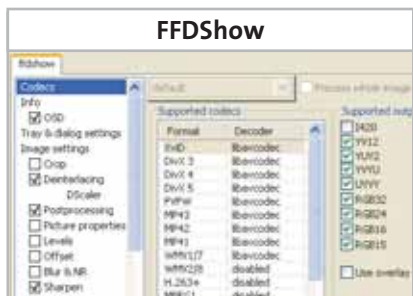 FFDShow
ffdshow
Codecs
Info
OSD
Tray & dialog settings
Image settings
Crop
Deinterlacing
DScaler
Postprocessing
Picture properties
Levels
Offset
Blur & NR
Sharpen
default
Process whole image
Supported codecs
Format Decoder
XviD libavcodec
DivX 3 libavcodec
DivX 4 libavcodec
DivX 5 libavcodec
libavcodec
MP43 libavcodec
MP42 libavcodec
MP41 libavcodec
WMV1/7 libavcodec
WMV2/8 disabled
H.263+ disabled
MPEG1 disabled
Supported outp
I420
YV12
YUY2
YVYU
UYVY
RGB32
RGB24
RGB16
RGB15
Use overlay